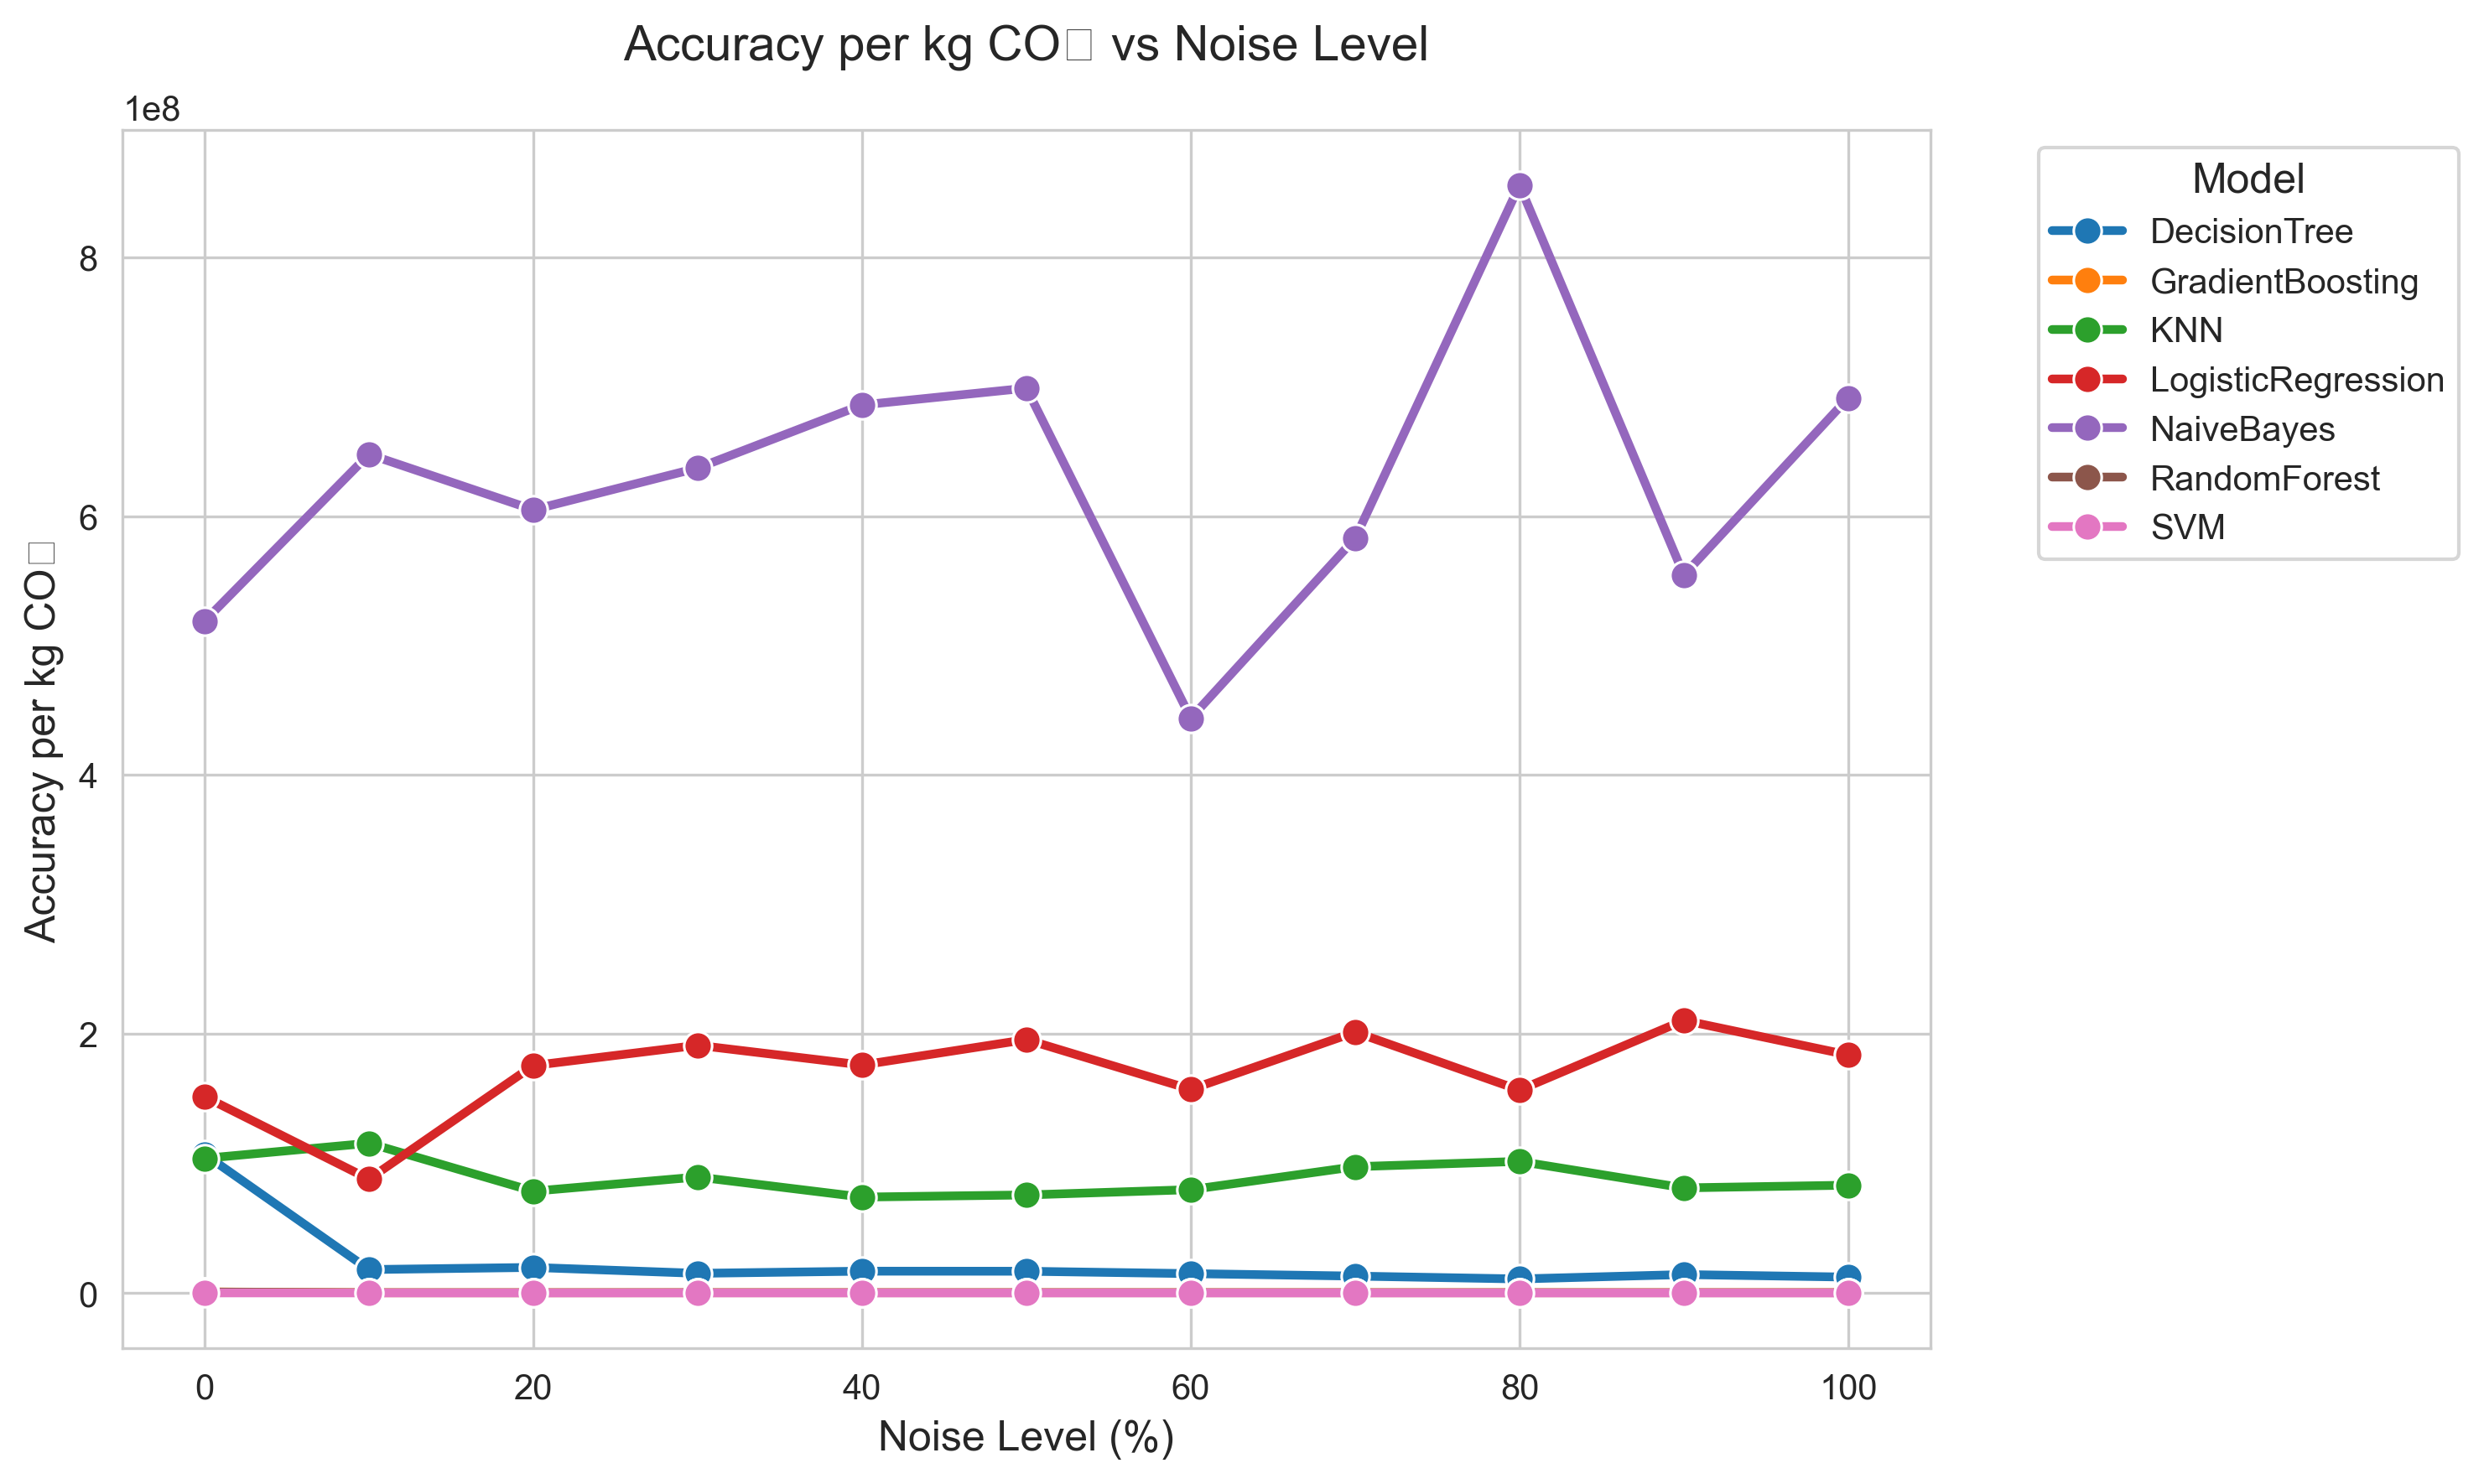 Accuracy per kg CO□ vs Noise Level
1e8
8
6
4
2
0
Accuracy per kg CO□
0 20 40 60 80 100
Noise Level (%)
Model
DecisionTree
GradientBoosting
KNN
LogisticRegression
NaiveBayes
RandomForest
SVM